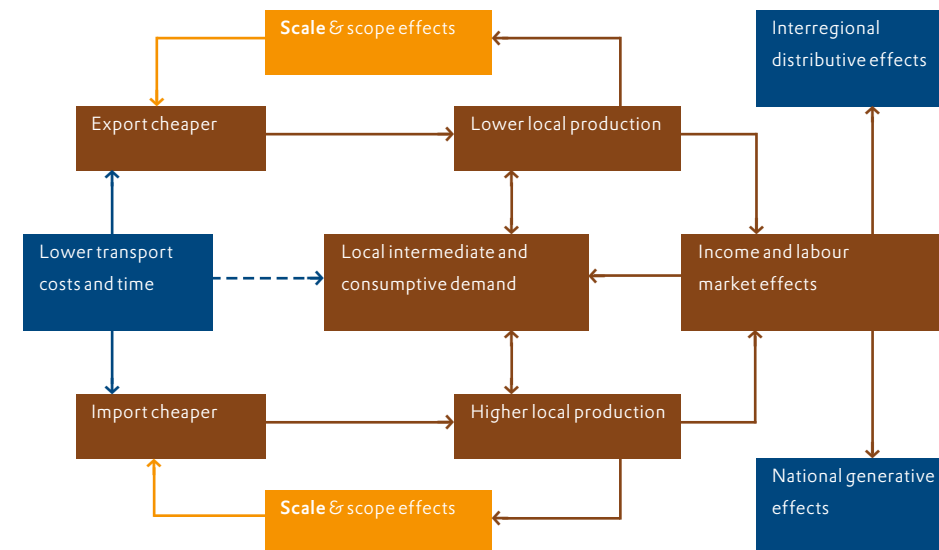 Scale & scope effects
Interregional
distributive effects
Export cheaper
Lower local production
Lower transport
costs and time
Local intermediate and
consumptive demand
Income and labour
market effects
Import cheaper
Higher local production
Scale & scope effects
National generative
effects